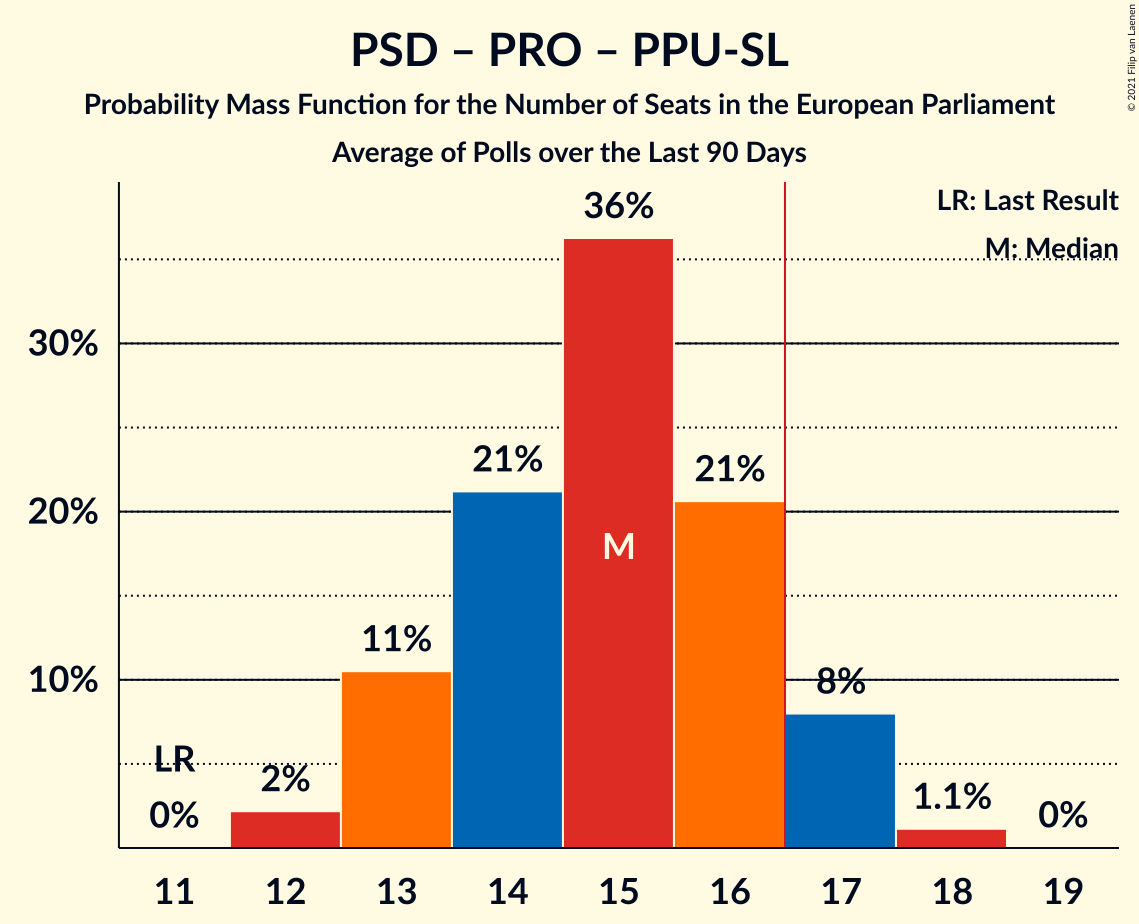 PSD – PRO – PPU-SL
Probability Mass Function for the Number of Seats in the European Parliament
Average of Polls over the Last 90 Days
© 2021 Filip van Laenen
LR: Last Result
M: Median
36%
30%
21%
21%
20%
M
11%
10%
8%
LR
2%
1.1%
0%
0%
11 12 13 14 15 16 17 18 19